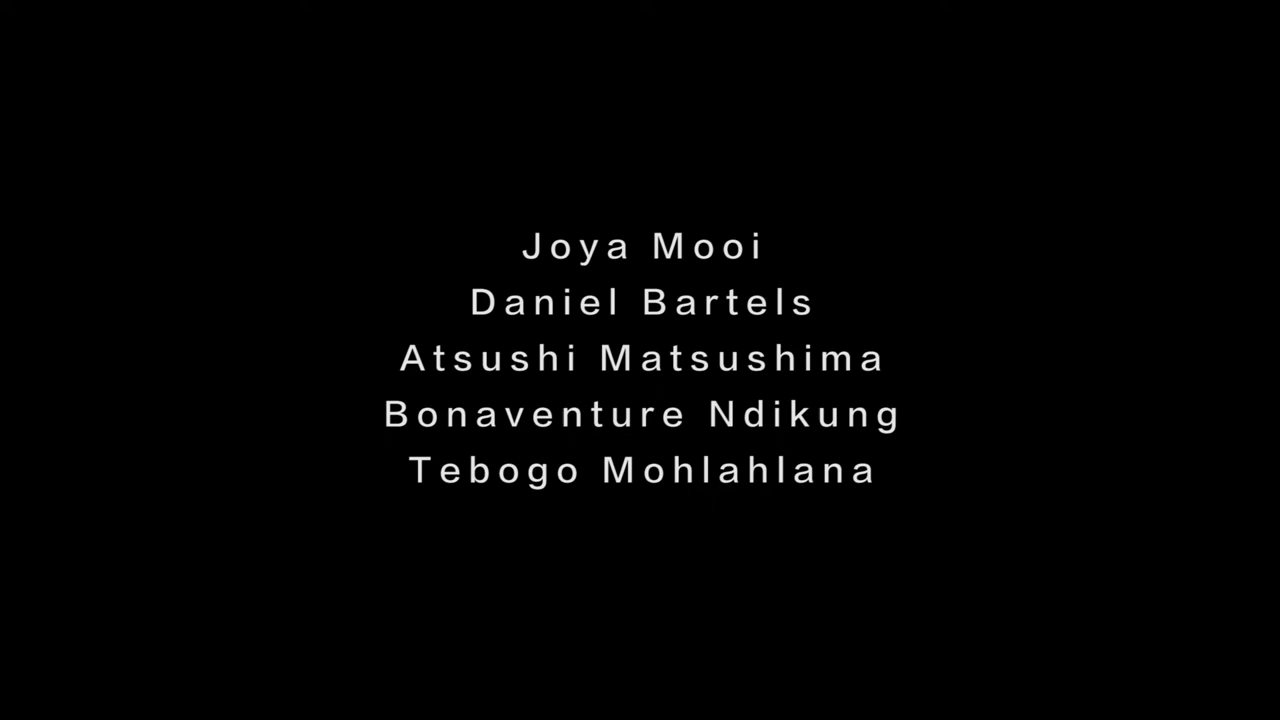 Joya Mooi
Daniel Bartels
Atsushi Matsushima
Bonaventure Ndikung
Tebogo Mohlahlana